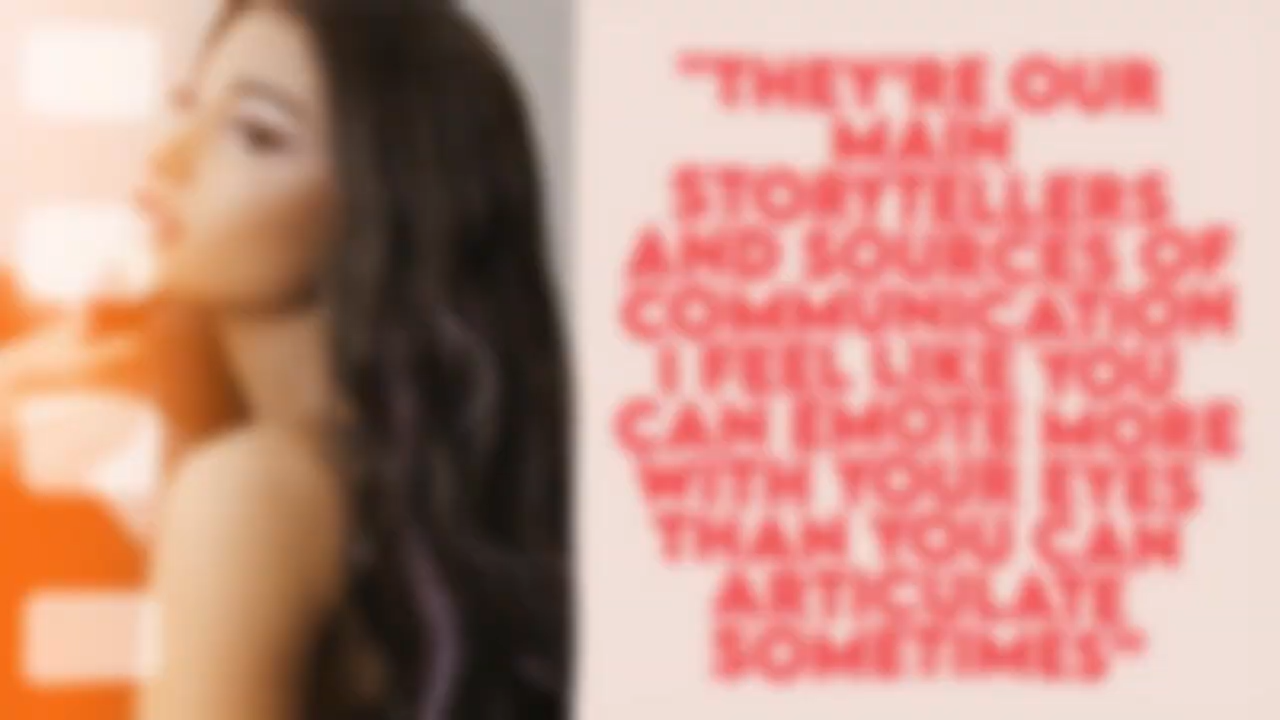 "THEY'RE OUR
MAIN
STORYTELLERS
AND SOURCES OF
COMMUNICATION
I FEEL LIKE YOU
CAN EMOTE MORE
WITH YOUR EYES
THAN YOU CAN
ARTICULATE
SOMETIMES"